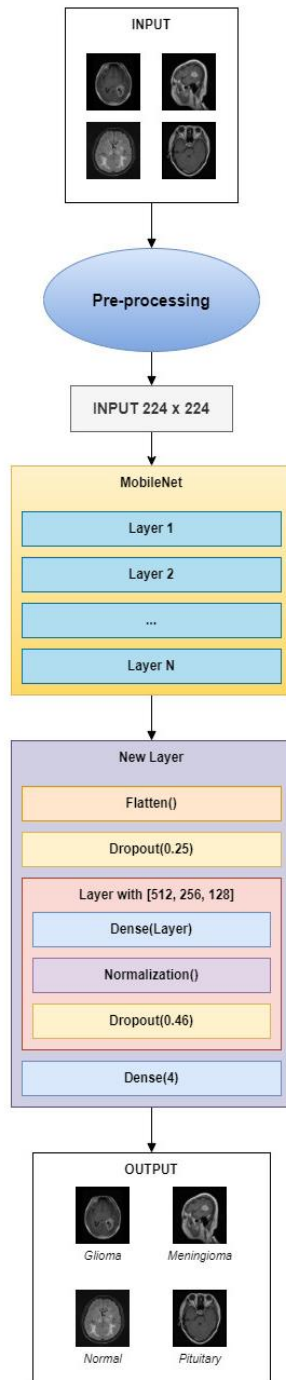 INPUT
Pre-processing
INPUT 224 x 224
MobileNet
Layer 1
Layer 2
...
Layer N
New Layer
Flatten()
Dropout(0.25)
Layer with [512, 256, 128]
Dense(Layer)
Normalization()
Dropout(0.46)
Dense(4)
OUTPUT
Glioma Meningioma
Normal Pituitary